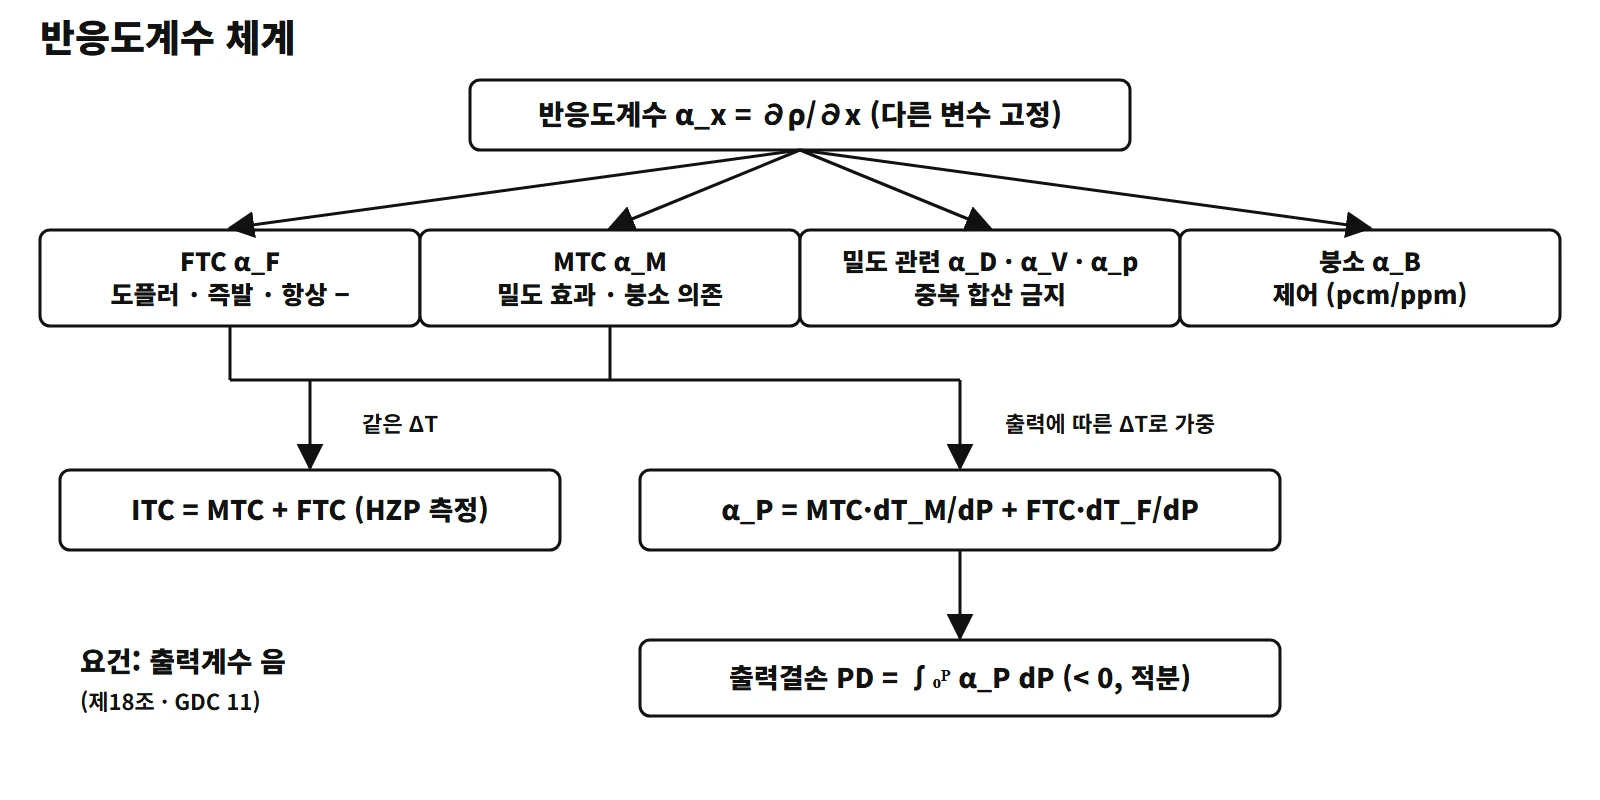 반응도계수 체계
반응도계수 α_x = ∂ρ/∂x (다른 변수 고정)
FTC α_F
도플러 · 즉발 · 항상 −
MTC α_M
밀도 효과 · 붕소 의존
밀도 관련 α_D · α_V · α_p
중복 합산 금지
붕소 α_B
제어 (pcm/ppm)
같은 ΔT
출력에 따른 ΔT로 가중
ITC = MTC + FTC (HZP 측정)
α_P = MTC·dT_M/dP + FTC·dT_F/dP
요건: 출력계수 음
(제18조 · GDC 11)
출력결손 PD = ∫₀ᴾ α_P dP (< 0, 적분)